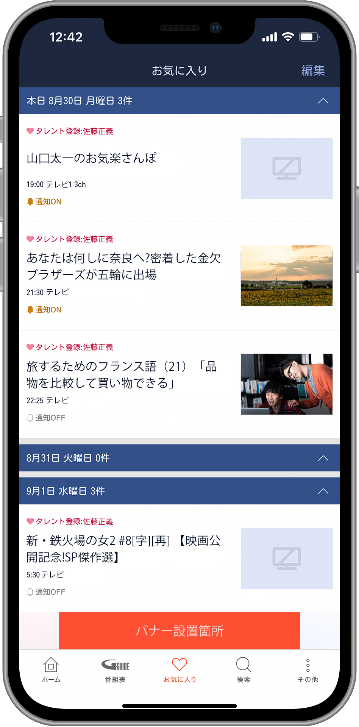 12:42
お気に入り
編集
本日 8月30日 月曜日 3件
タレント登録:佐藤正義
山口太一のお気楽さんぽ
19:00 テレビ1 3ch
通知ON
タレント登録:佐藤正義
あなたは何しに奈良へ?密着した金欠
ブラザーズが五輪に出場
21:30 テレビ
通知ON
タレント登録:佐藤正義
旅するためのフランス語（21）「品
物を比較して買い物できる」
22:25 テレビ
通知OFF
8月31日 火曜日 0件
9月1日 水曜日 3件
タレント登録:佐藤正義
新・鉄火場の女2 #8[字][再] 【映画公
開記念!SP傑作選】
5:30 テレビ
通知OFF
バナー設置箇所
ホーム
番組表
お気に入り
検索
その他